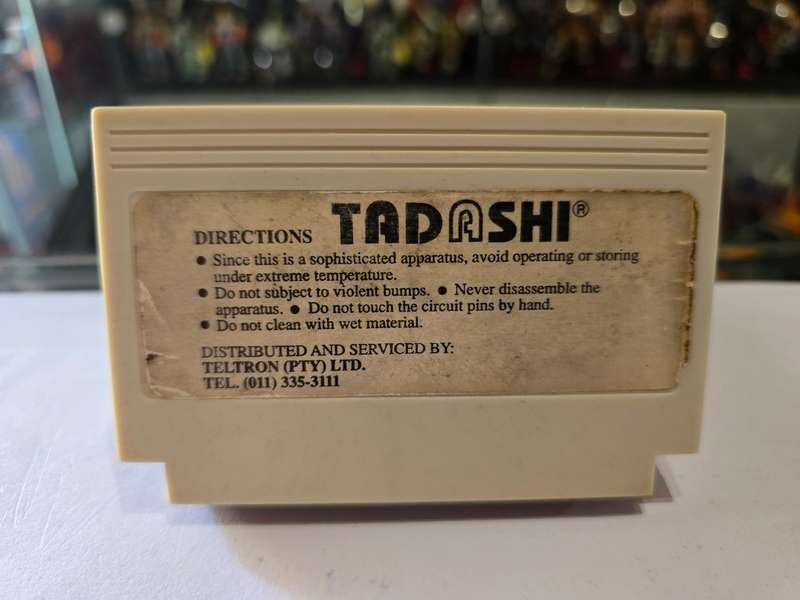 DIRECTIONS TADASHI®
● Since this is a sophisticated apparatus, avoid operating or storing
under extreme temperature.
● Do not subject to violent bumps. ● Never disassemble the
apparatus. ● Do not touch the circuit pins by hand.
● Do not clean with wet material.
DISTRIBUTED AND SERVICED BY:
TELTRON (PTY) LTD.
TEL. (011) 335-3111